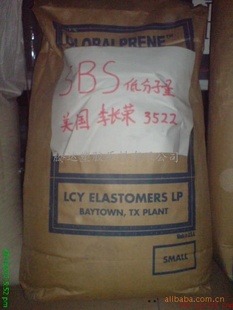 GLOBALPRENE
SBS 低分子量
美国 李长荣 3522
LCY ELASTOMERS LP
BAYTOWN, TX PLANT
SMALL
alibaba.com.cn